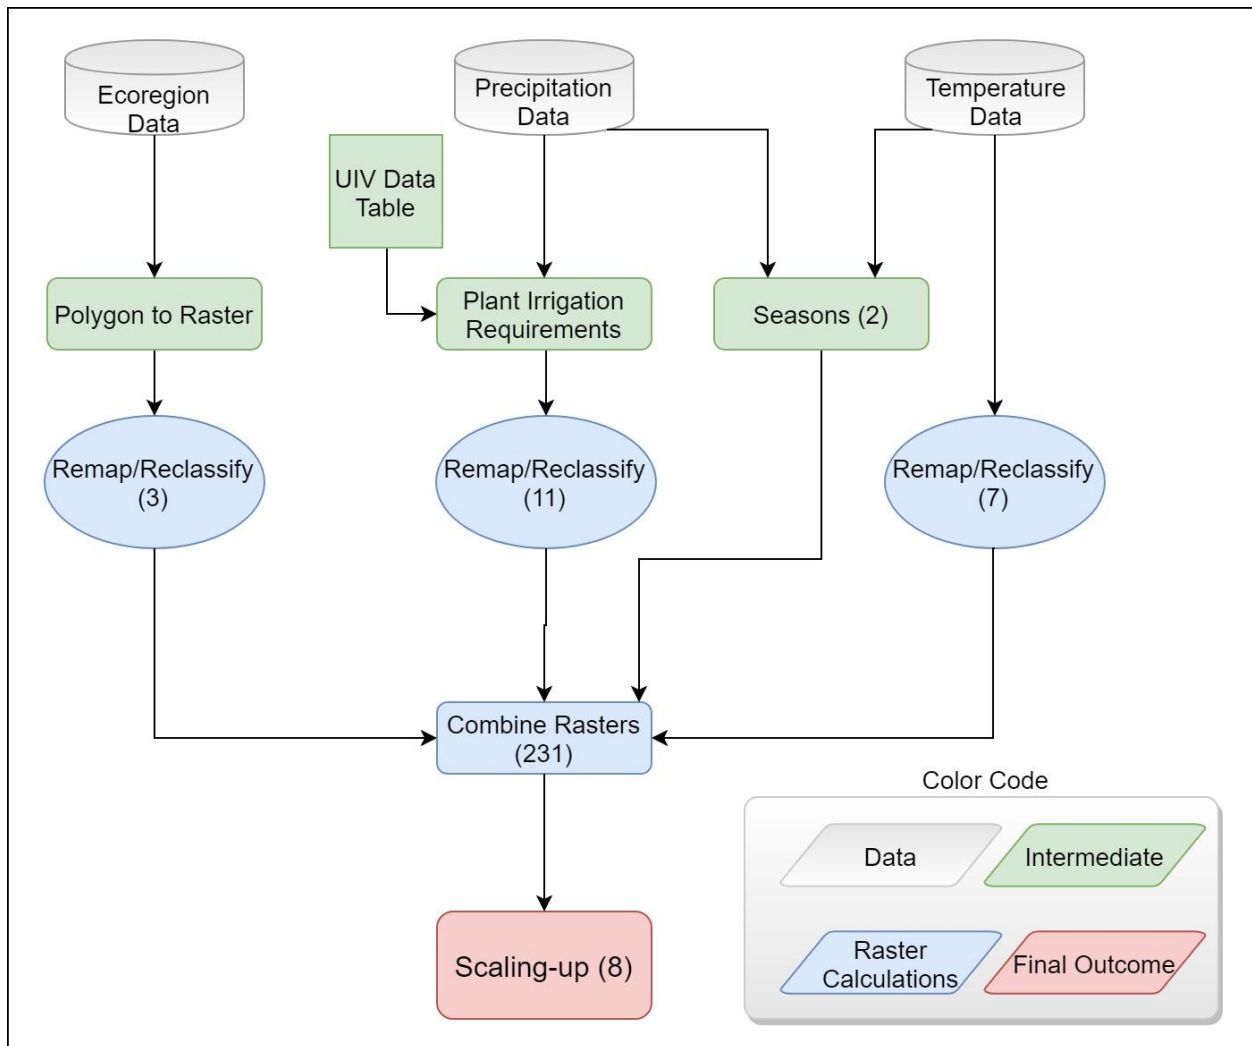 Ecoregion
Data
Precipitation
Data
Temperature
Data
UIV Data
Table
Polygon to Raster
Plant Irrigation
Requirements
Seasons (2)
Remap/Reclassify
(3)
Remap/Reclassify
(11)
Remap/Reclassify
(7)
Combine Rasters
(231)
Scaling-up (8)
Color Code
Data
Intermediate
Raster
Calculations
Final Outcome